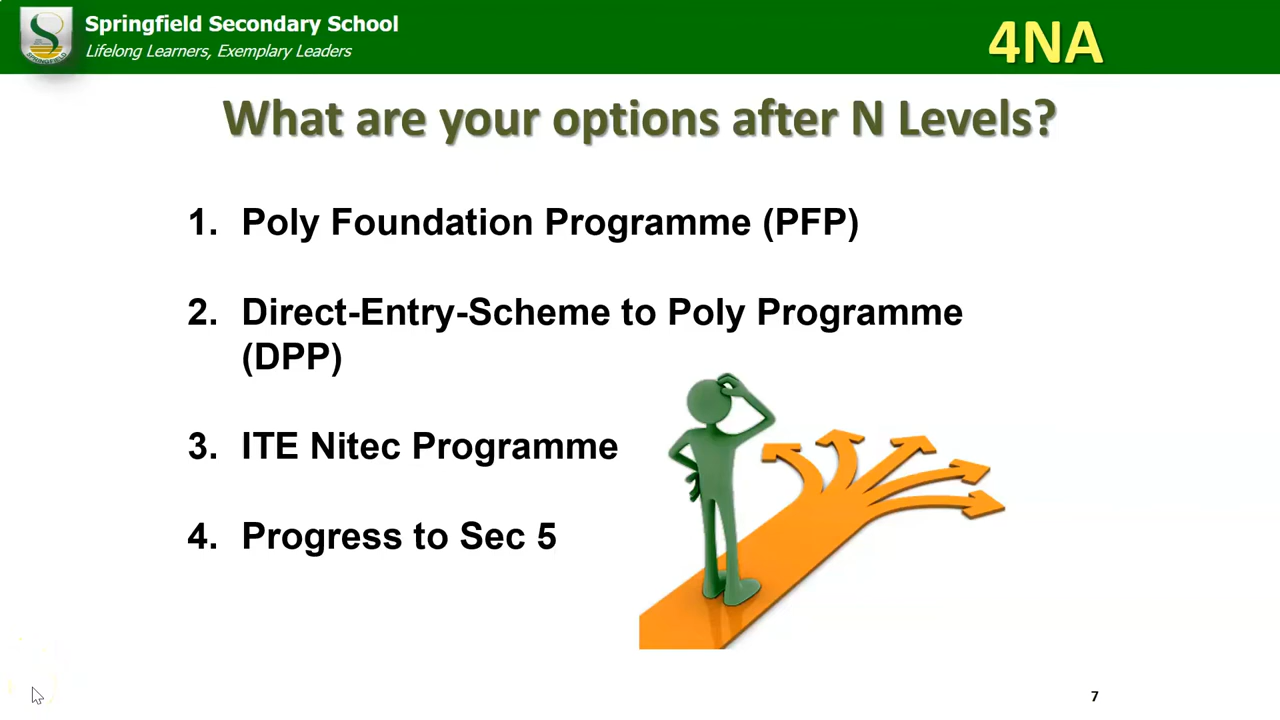 Springfield Secondary School
Lifelong Learners, Exemplary Leaders
4NA
SPRINGFIELD
What are your options after N Levels?
1. Poly Foundation Programme (PFP)
2. Direct-Entry-Scheme to Poly Programme
(DPP)
3. ITE Nitec Programme
4. Progress to Sec 5
7